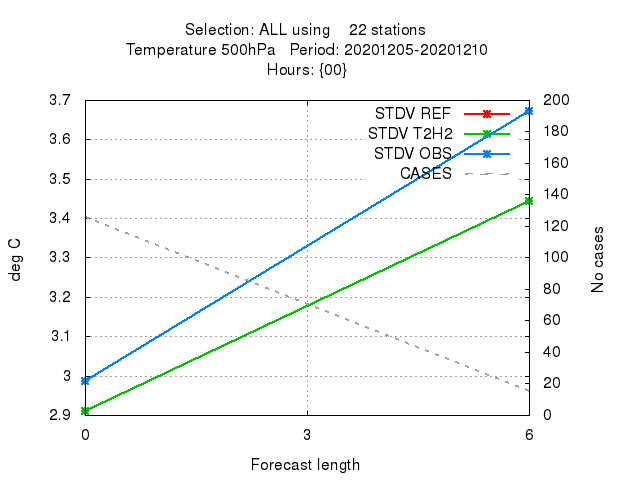 Selection: ALL using 22 stations
Temperature 500hPa Period: 20201205-20201210
Hours: {00}
3.7
3.6
3.5
3.4
3.3
3.2
3.1
3
2.9
deg C
STDV REF
STDV T2H2
STDV OBS
CASES
200
180
160
140
120
100
80
60
40
20
0
No cases
0 3 6
Forecast length